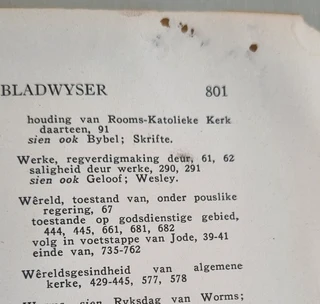 BLADWYSER 801
houding van Rooms-Katolieke Kerk
daarteen, 91
sien ook Bybel; Skrifte.
Werke, regverdigmaking deur, 61, 62
saligheid deur werke, 290, 291
sien ook Geloof; Wesley.
Wêreld, toestand van, onder pouslike
regering, 67
toestande op godsdienstige gebied,
444, 445, 661, 681, 682
volg in voetstappe van Jode, 39-41
einde van, 735-762
Wêreldsgesindheid van algemene
kerke, 429-445, 577, 578
Worms, sien Ryksdag van Worms;